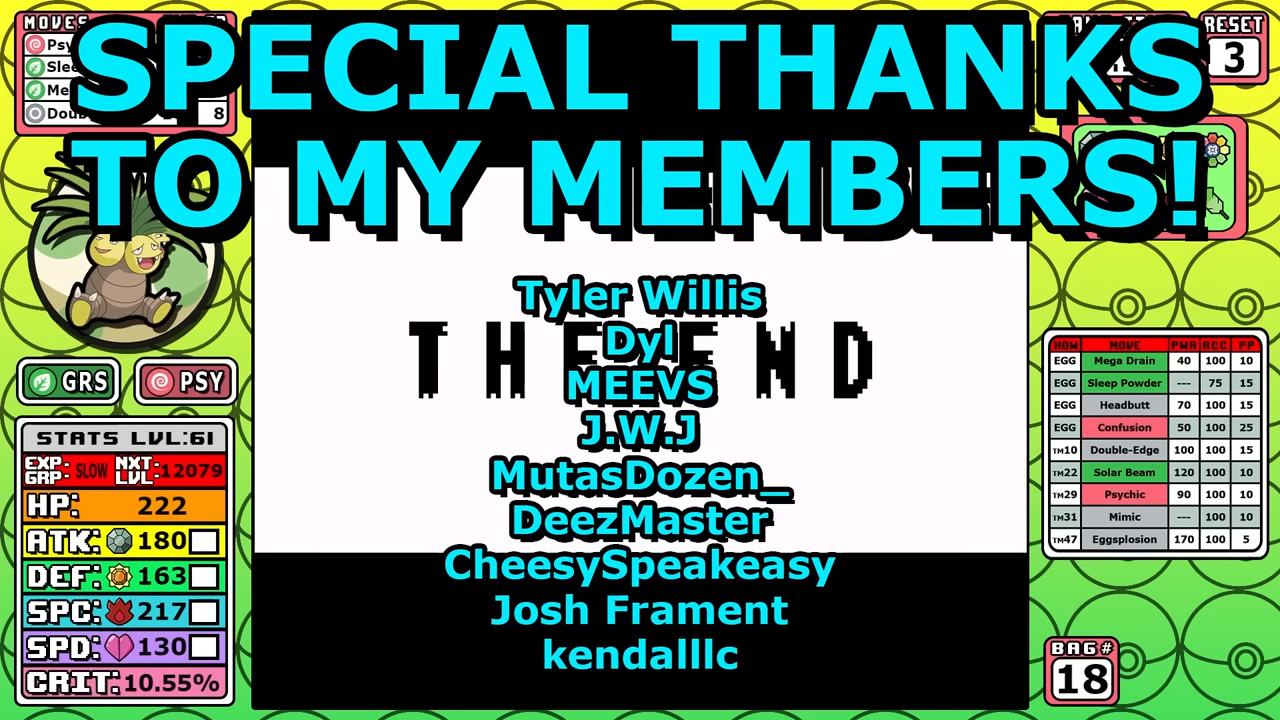 SPECIAL THANKS
TO MY MEMBERS!
MOVES
8
RESET
3
Tyler Willis
Dyl
MEEVS
J.W.J
MutasDozen_
DeezMaster
CheesySpeakeasy
Josh Frament
kendalllc
THE END
GRS PSY
STATS LVL:61
EXP: GRP: SLOW NXT LVL: 12079
HP: 222
ATK: 180
DEF: 163
SPC: 217
SPD: 130
CRIT: 10.55%
HOW MOVE PWR ACC PP
EGG Mega Drain 40 100 10
EGG Sleep Powder --- 75 15
EGG Headbutt 70 100 15
EGG Confusion 50 100 25
TM10 Double-Edge 100 100 15
TM22 Solar Beam 120 100 10
TM29 Psychic 90 100 10
TM31 Mimic --- 100 10
TM47 Eggsplosion 170 100 5
BAG#
18